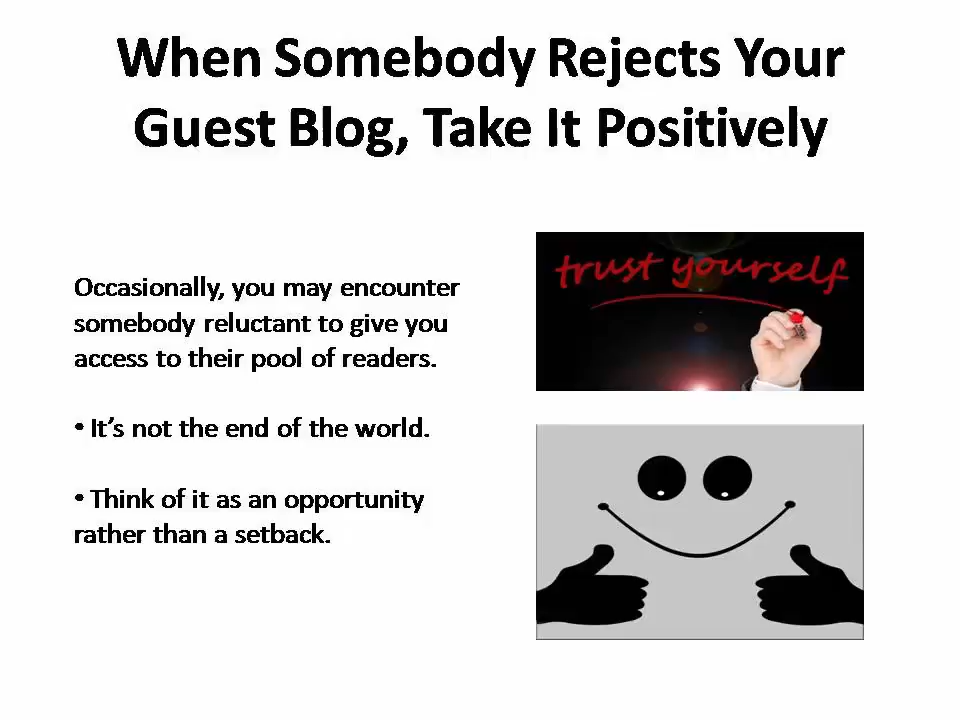 When Somebody Rejects Your
Guest Blog, Take It Positively
Occasionally, you may encounter
somebody reluctant to give you
access to their pool of readers.
• It’s not the end of the world.
• Think of it as an opportunity
rather than a setback.
trust yourself